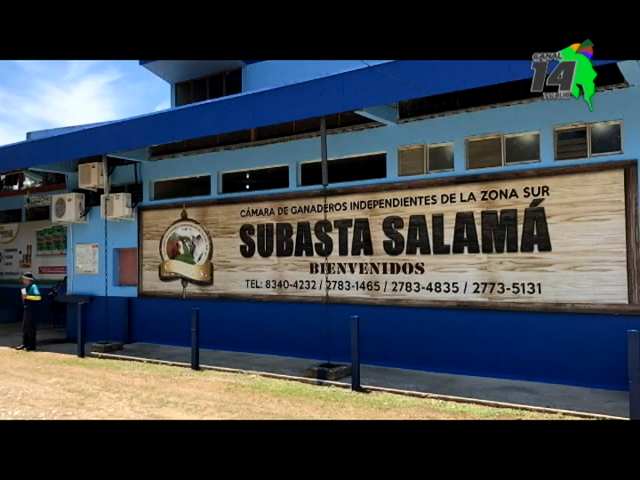 CANAL
14
CÁMARA DE GANADEROS INDEPENDIENTES DE LA ZONA SUR
SUBASTA SALAMÁ
BIENVENIDOS
TEL: 8340-4232 / 2783-1465 / 2783-4835 / 2773-5131